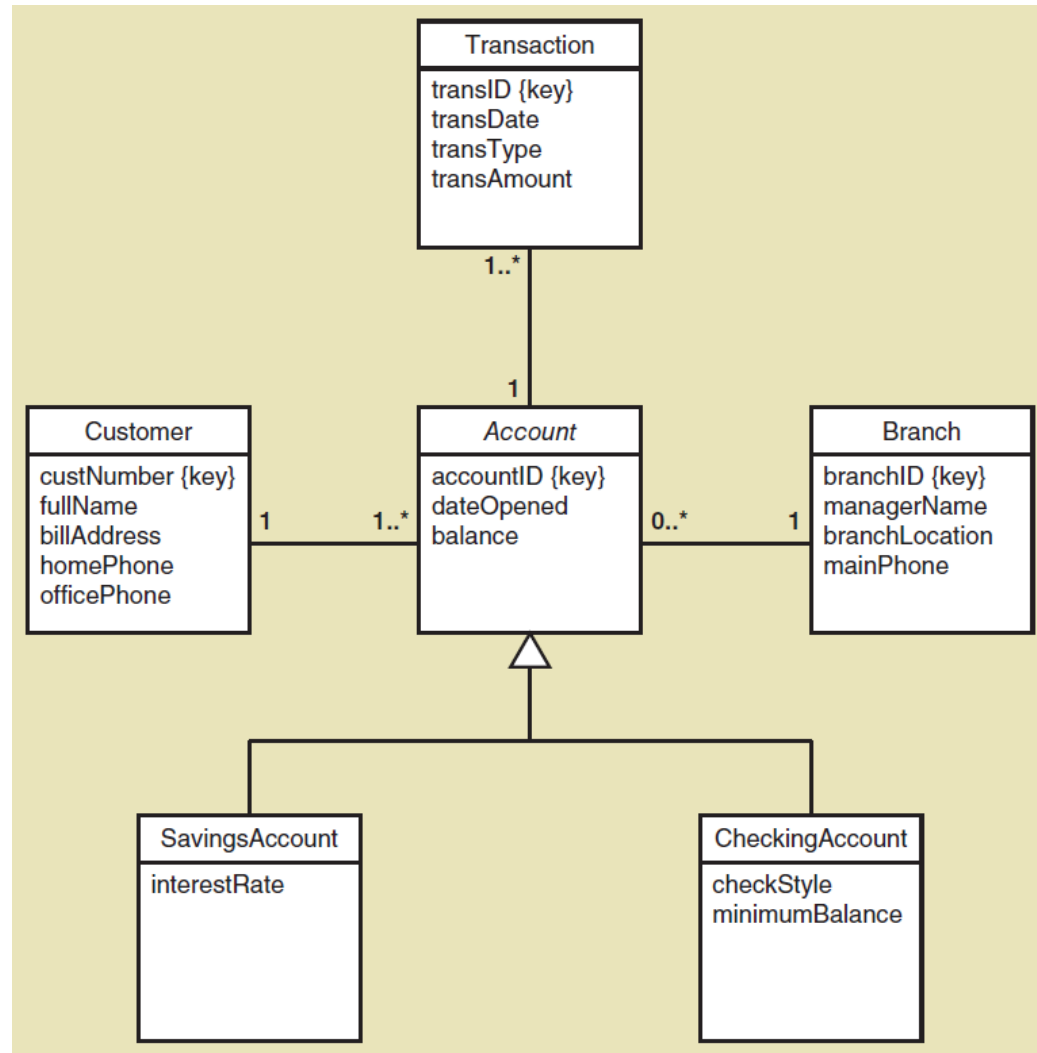 Transaction
transID {key}
transDate
transType
transAmount
1..*
1
Customer
custNumber {key}
fullName
billAddress
homePhone
officePhone
1
1..*
Account
accountID {key}
dateOpened
balance
0..*
1
Branch
branchID {key}
managerName
branchLocation
mainPhone
SavingsAccount
interestRate
CheckingAccount
checkStyle
minimumBalance